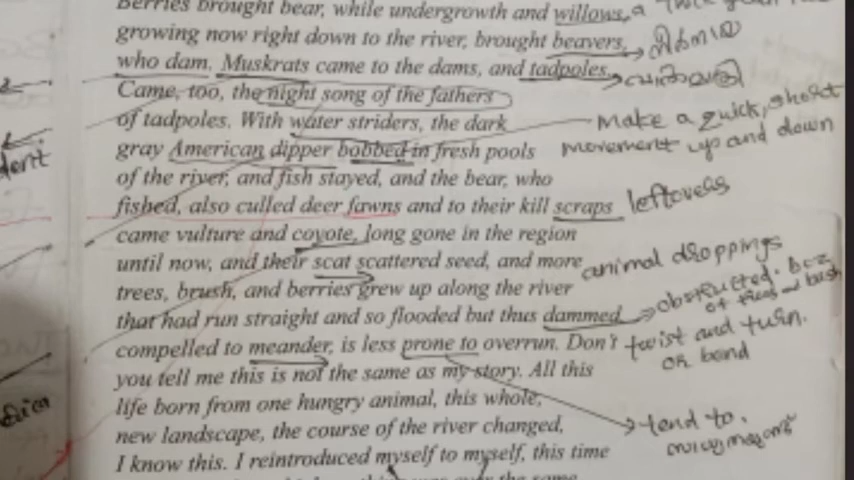 Berries brought bear, while undergrowth and willows, a
growing now right down to the river, brought beavers,
who dam. Muskrats came to the dams, and tadpoles.
Came, too, the night song of the fathers
of tadpoles. With water striders, the dark
Make a quick, short
gray American dipper bobbed in fresh pools
movement up and down
of the river, and fish stayed, and the bear, who
fished, also culled deer fawns and to their kill scraps
leftovers
came vulture and coyote, long gone in the region
until now, and their scat scattered seed, and more
animal droppings
trees, brush, and berries grew up along the river
that had run straight and so flooded but thus dammed
obstructed. bcz
of trees and bush
compelled to meander, is less prone to overrun. Don't
twist and turn.
or bend
you tell me this is not the same as my story. All this
life born from one hungry animal, this whole,
new landscape, the course of the river changed,
tend to.
I know this. I reintroduced myself to myself, this time